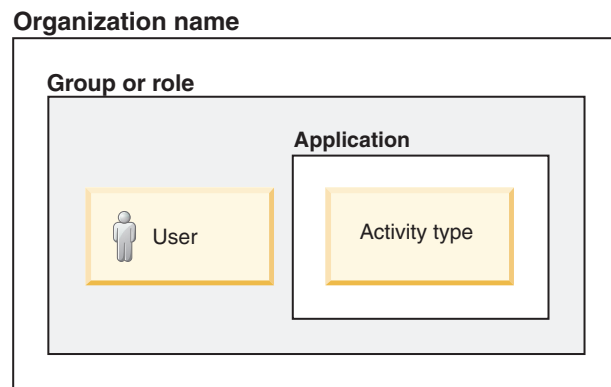 Organization name
Group or role
Application
User
Activity type